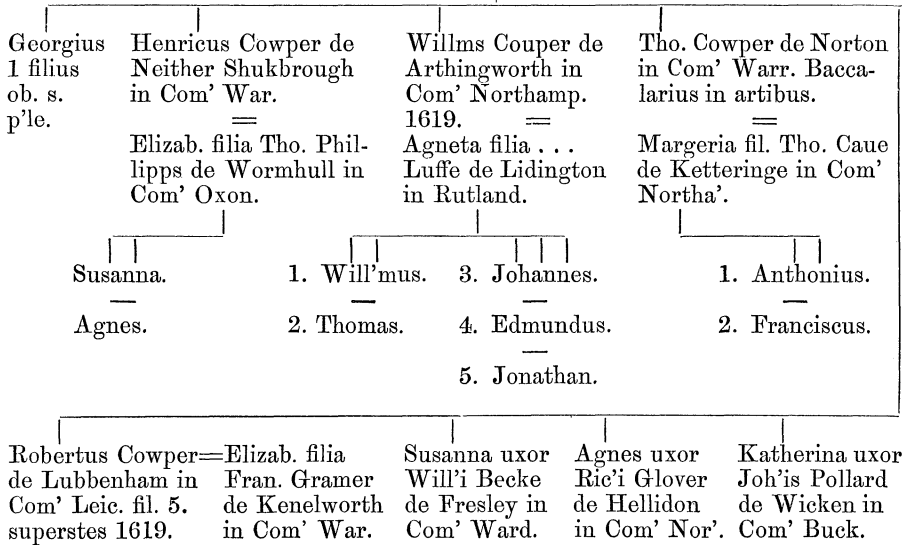 Georgius
1 filius
ob. s.
p'le.
Henricus Cowper de
Neither Shukbrough
in Com' War.
=
Elizab. filia Tho. Phil-
lipps de Wormhull in
Com' Oxon.
Willms Couper de
Arthingworth in
Com' Northamp.
1619. =
Agneta filia . . .
Luffe de Lidington
in Rutland.
Tho. Cowper de Norton
in Com' Warr. Bacca-
larius in artibus.
=
Margeria fil. Tho. Caue
de Ketteringe in Com'
Northa'.
Susanna.
Agnes.
1. Will'mus.
2. Thomas.
3. Johannes.
4. Edmundus.
5. Jonathan.
1. Anthonius.
2. Franciscus.
Robertus Cowper=
de Lubbenham in
Com' Leic. fil. 5.
superstes 1619.
Elizab. filia
Fran. Gramer
de Kenelworth
in Com' War.
Susanna uxor
Will'i Becke
de Fresley in
Com' Ward.
Agnes uxor
Ric'i Glover
de Hellidon
in Com' Nor'.
Katherina uxor
Joh'is Pollard
de Wicken in
Com' Buck.